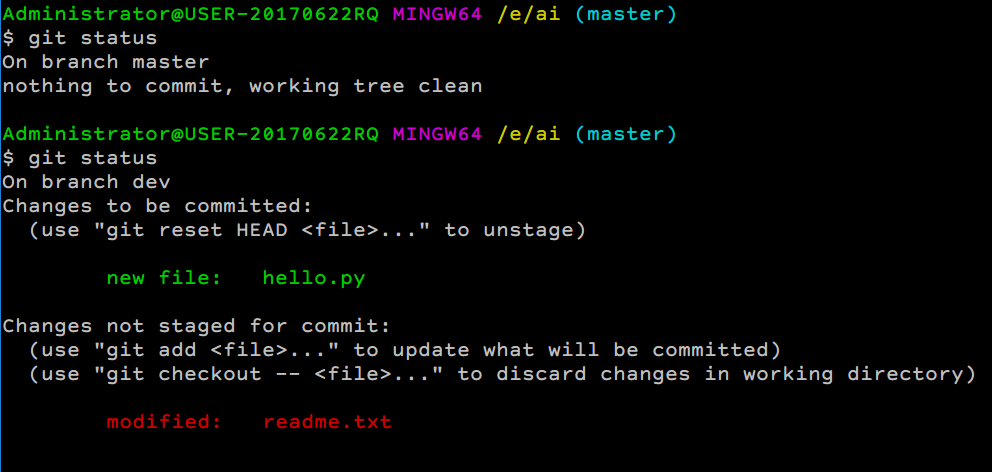 Administrator@USER-20170622RQ MINGW64 /e/ai (master)
$ git status
On branch master
nothing to commit, working tree clean
Administrator@USER-20170622RQ MINGW64 /e/ai (master)
$ git status
On branch dev
Changes to be committed:
  (use "git reset HEAD <file>..." to unstage)
        new file:   hello.py
Changes not staged for commit:
  (use "git add <file>..." to update what will be committed)
  (use "git checkout -- <file>..." to discard changes in working directory)
        modified:   readme.txt